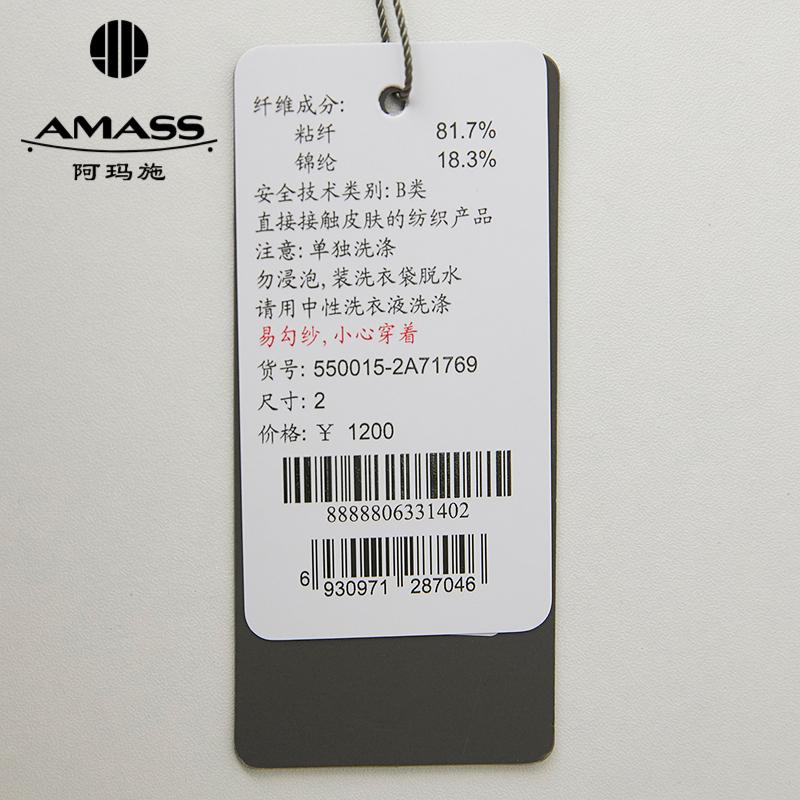 AMASS
阿玛施
纤维成分:
粘纤 81.7%
锦纶 18.3%
安全技术类别: B类
直接接触皮肤的纺织产品
注意: 单独洗涤
勿浸泡, 装洗衣袋脱水
请用中性洗衣液洗涤
易勾纱, 小心穿着
货号: 550015-2A71769
尺寸: 2
价格: ¥ 1200
8888806331402
6 930971 287046